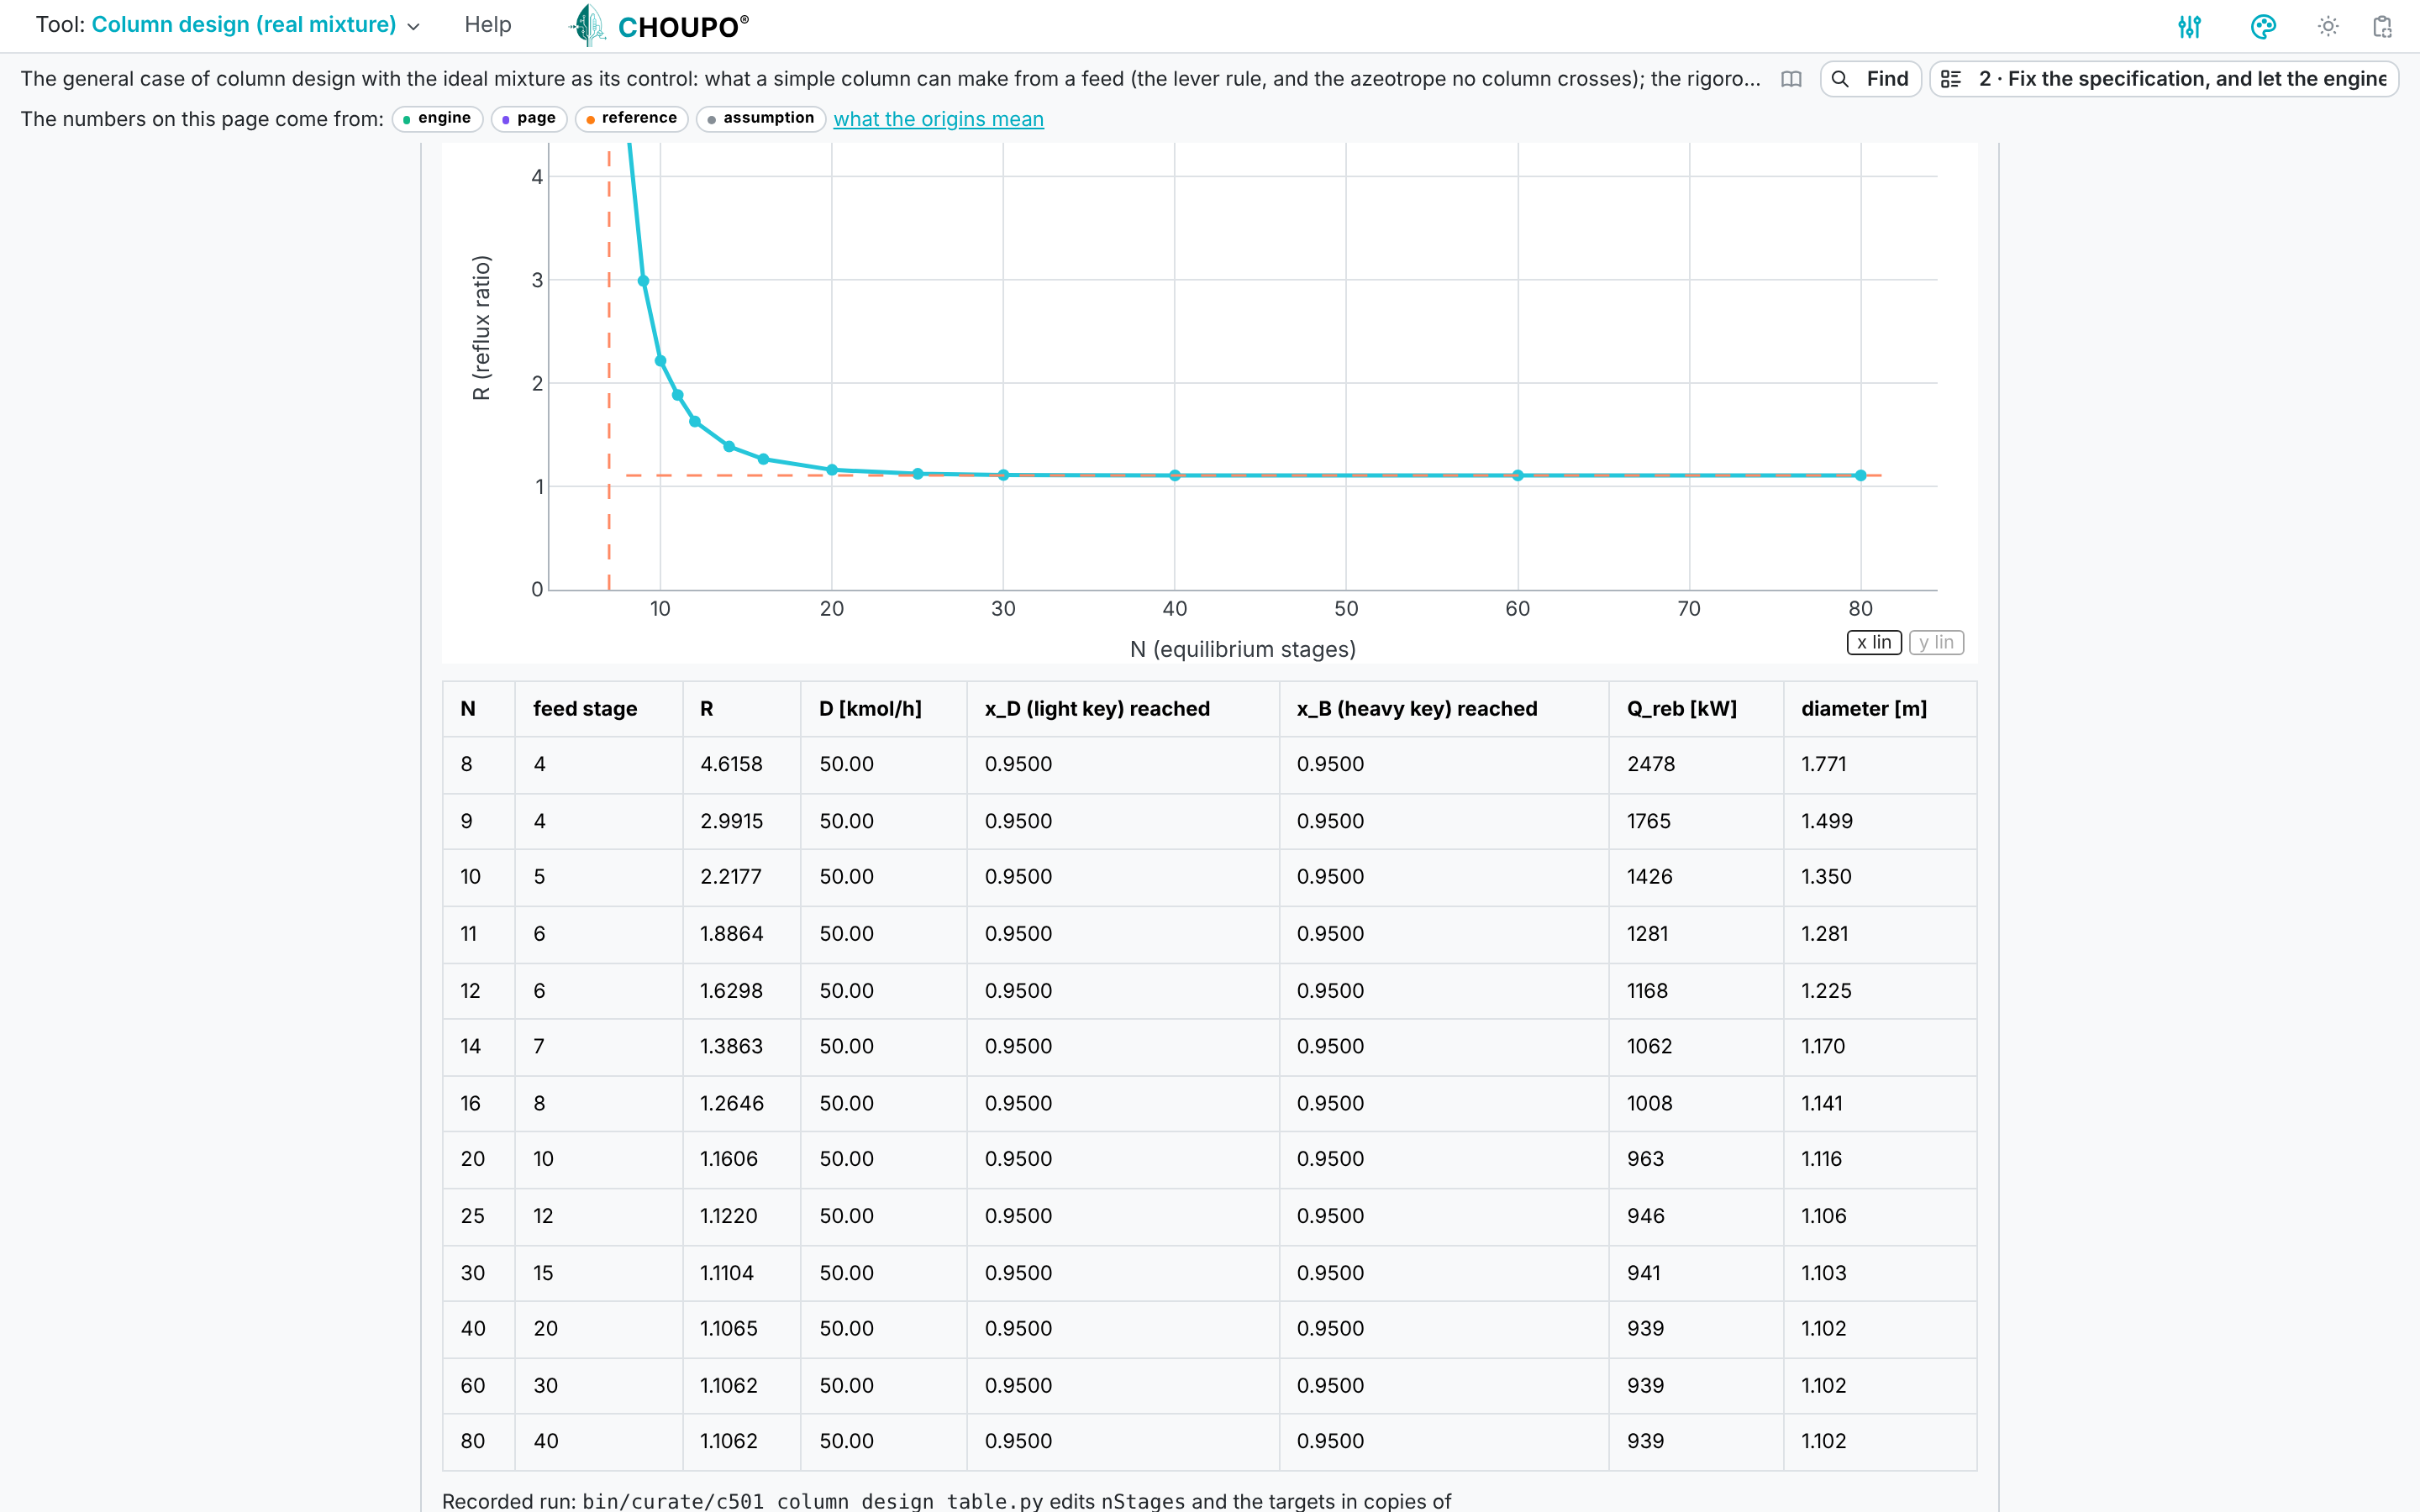 Tool: Column design (real mixture) Help CHOUPO®
The general case of column design with the ideal mixture as its control: what a simple column can make from a feed (the lever rule, and the azeotrope no column crosses); the rigoro... Find 2 · Fix the specification, and let the engine
The numbers on this page come from: engine page reference assumption what the origins mean
4
3
2
1
0
R (reflux ratio)
10 20 30 40 50 60 70 80
N (equilibrium stages)
x lin y lin
N feed stage R D [kmol/h] x_D (light key) reached x_B (heavy key) reached Q_reb [kW] diameter [m]
8 4 4.6158 50.00 0.9500 0.9500 2478 1.771
9 4 2.9915 50.00 0.9500 0.9500 1765 1.499
10 5 2.2177 50.00 0.9500 0.9500 1426 1.350
11 6 1.8864 50.00 0.9500 0.9500 1281 1.281
12 6 1.6298 50.00 0.9500 0.9500 1168 1.225
14 7 1.3863 50.00 0.9500 0.9500 1062 1.170
16 8 1.2646 50.00 0.9500 0.9500 1008 1.141
20 10 1.1606 50.00 0.9500 0.9500 963 1.116
25 12 1.1220 50.00 0.9500 0.9500 946 1.106
30 15 1.1104 50.00 0.9500 0.9500 941 1.103
40 20 1.1065 50.00 0.9500 0.9500 939 1.102
60 30 1.1062 50.00 0.9500 0.9500 939 1.102
80 40 1.1062 50.00 0.9500 0.9500 939 1.102
Recorded run: bin/curate/c501_column_design_table.py edits nStages and the targets in copies of